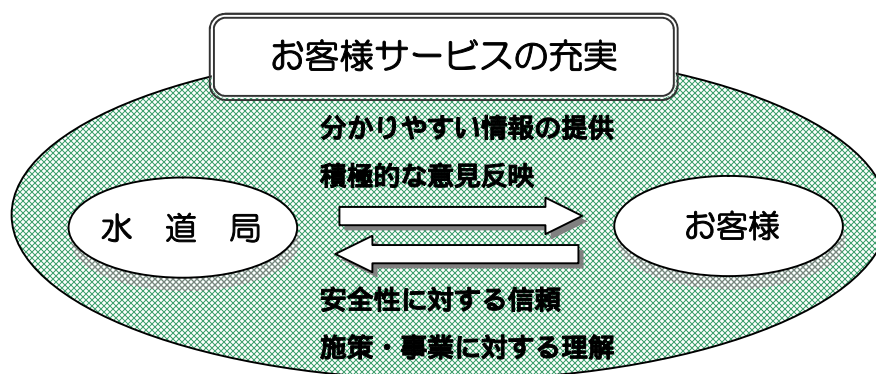 お客様サービスの充実
分かりやすい情報の提供
積極的な意見反映
水　道　局
お客様
安全性に対する信頼
施策・事業に対する理解